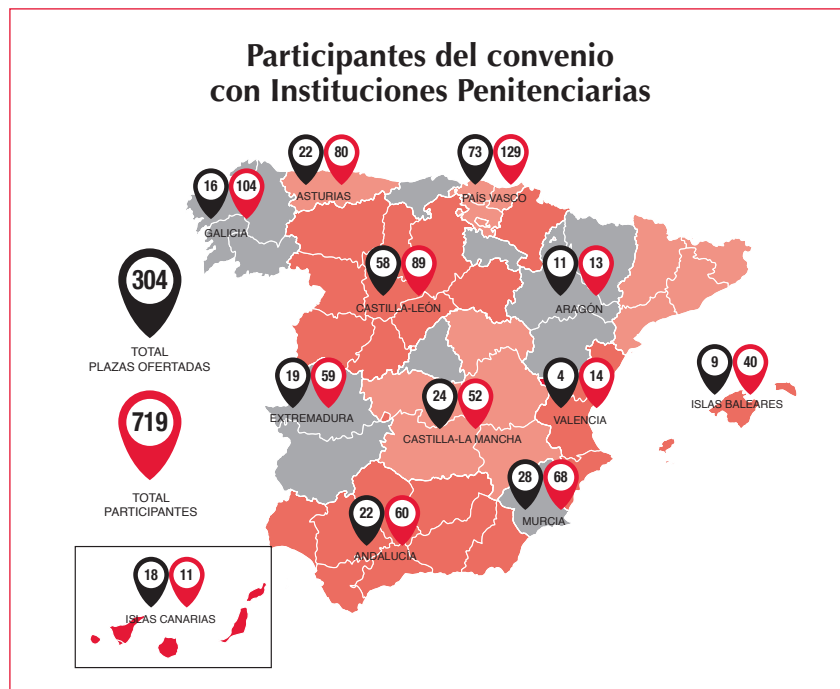 Participantes del convenio
con Instituciones Penitenciarias
22 80
ASTURIAS
73 129
PAÍS VASCO
16 104
GALICIA
58 89
CASTILLA-LEÓN
11 13
ARAGÓN
304
TOTAL
PLAZAS OFERTADAS
19 59
EXTREMADURA
24 52
CASTILLA-LA MANCHA
4 14
VALENCIA
9 40
ISLAS BALEARES
719
TOTAL
PARTICIPANTES
28 68
MURCIA
22 60
ANDALUCÍA
18 11
ISLAS CANARIAS